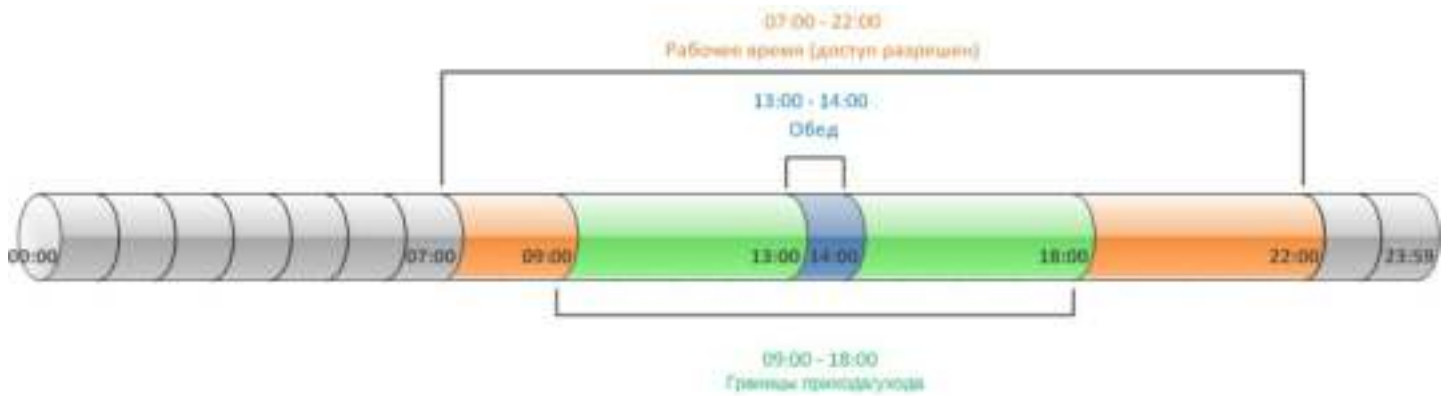 07:00 - 22:00
Рабочее время (доступ разрешен)
13:00 - 14:00
Обед
00:00 07:00 09:00 13:00 14:00 18:00 22:00 23:59
09:00 - 18:00
Границы прихода/ухода